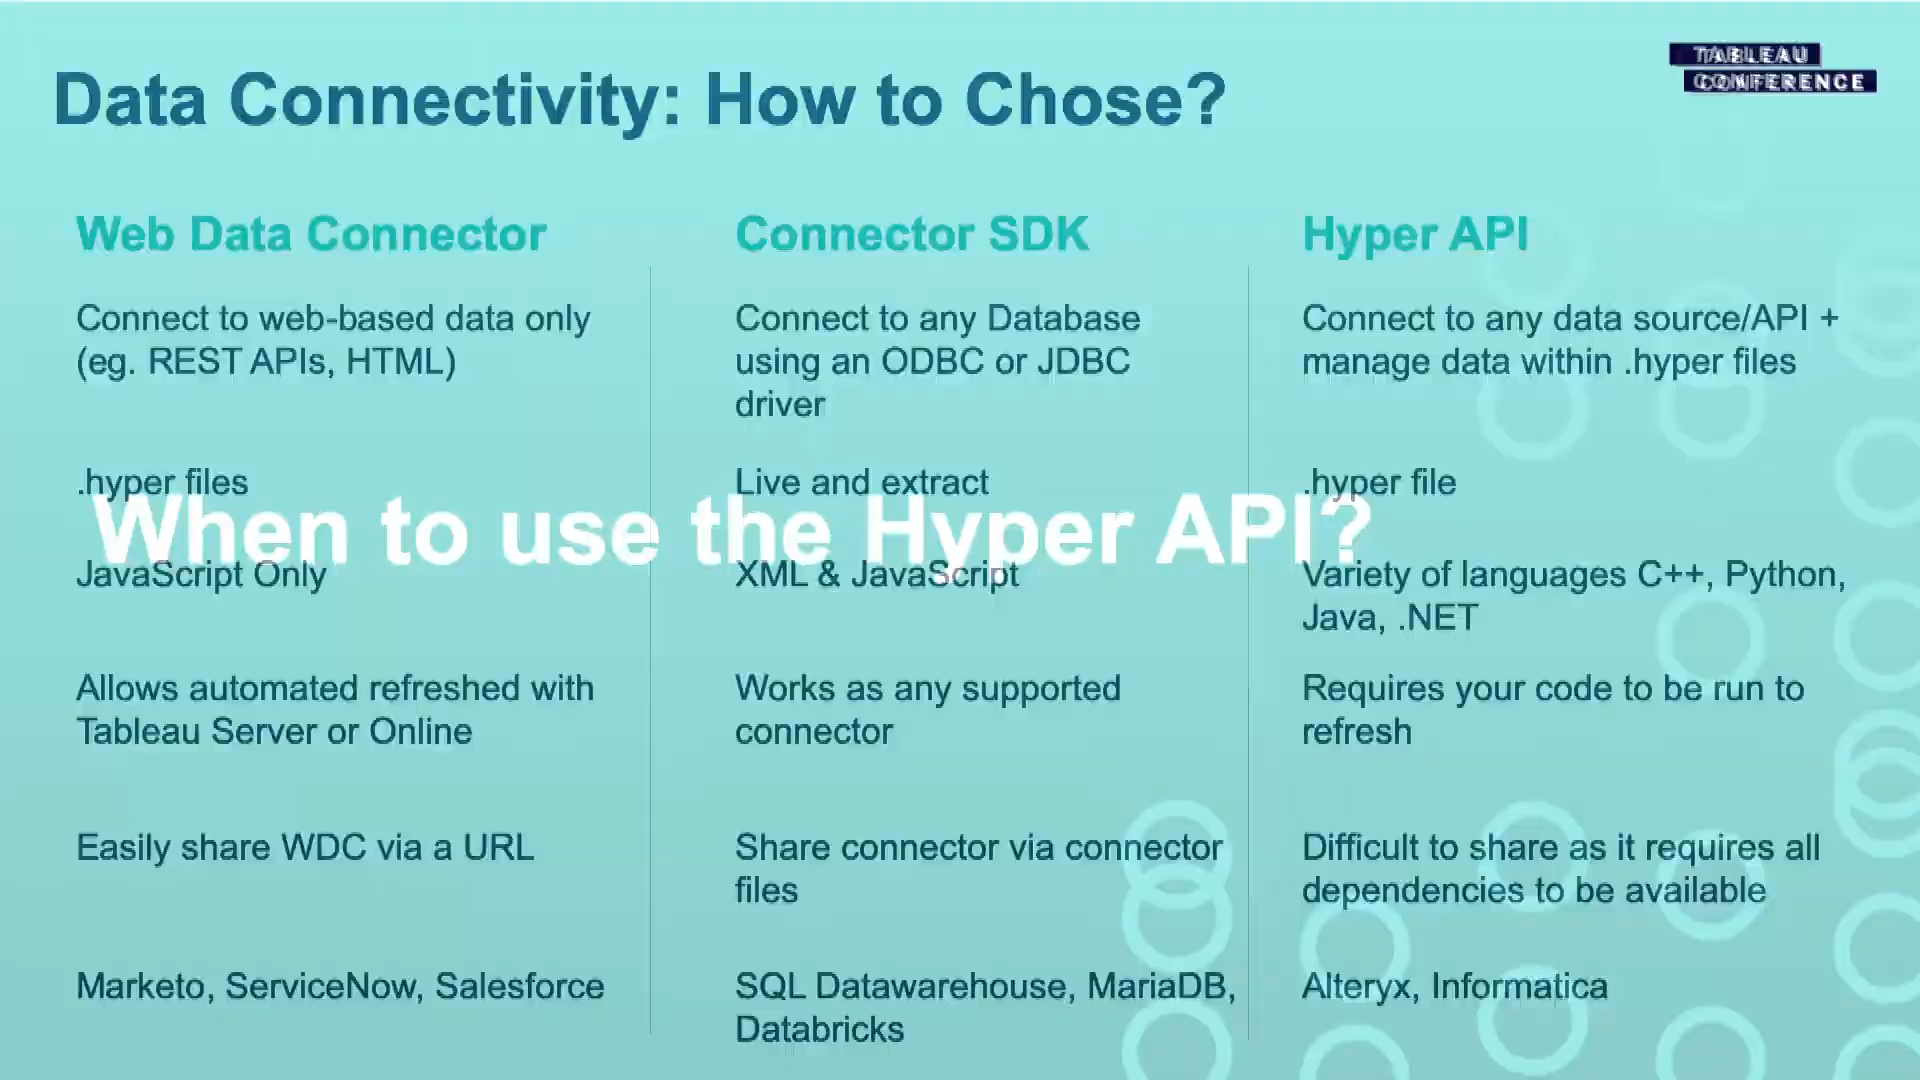 TABLEAU
CONFERENCE
Data Connectivity: How to Chose?
Web Data Connector
Connect to web-based data only
(eg. REST APIs, HTML)
.hyper files
JavaScript Only
Allows automated refreshed with
Tableau Server or Online
Easily share WDC via a URL
Marketo, ServiceNow, Salesforce
Connector SDK
Connect to any Database
using an ODBC or JDBC
driver
Live and extract
XML & JavaScript
Works as any supported
connector
Share connector via connector
files
SQL Datawarehouse, MariaDB,
Databricks
Hyper API
Connect to any data source/API +
manage data within .hyper files
.hyper file
Variety of languages C++, Python,
Java, .NET
Requires your code to be run to
refresh
Difficult to share as it requires all
dependencies to be available
Alteryx, Informatica
When to use the Hyper API?